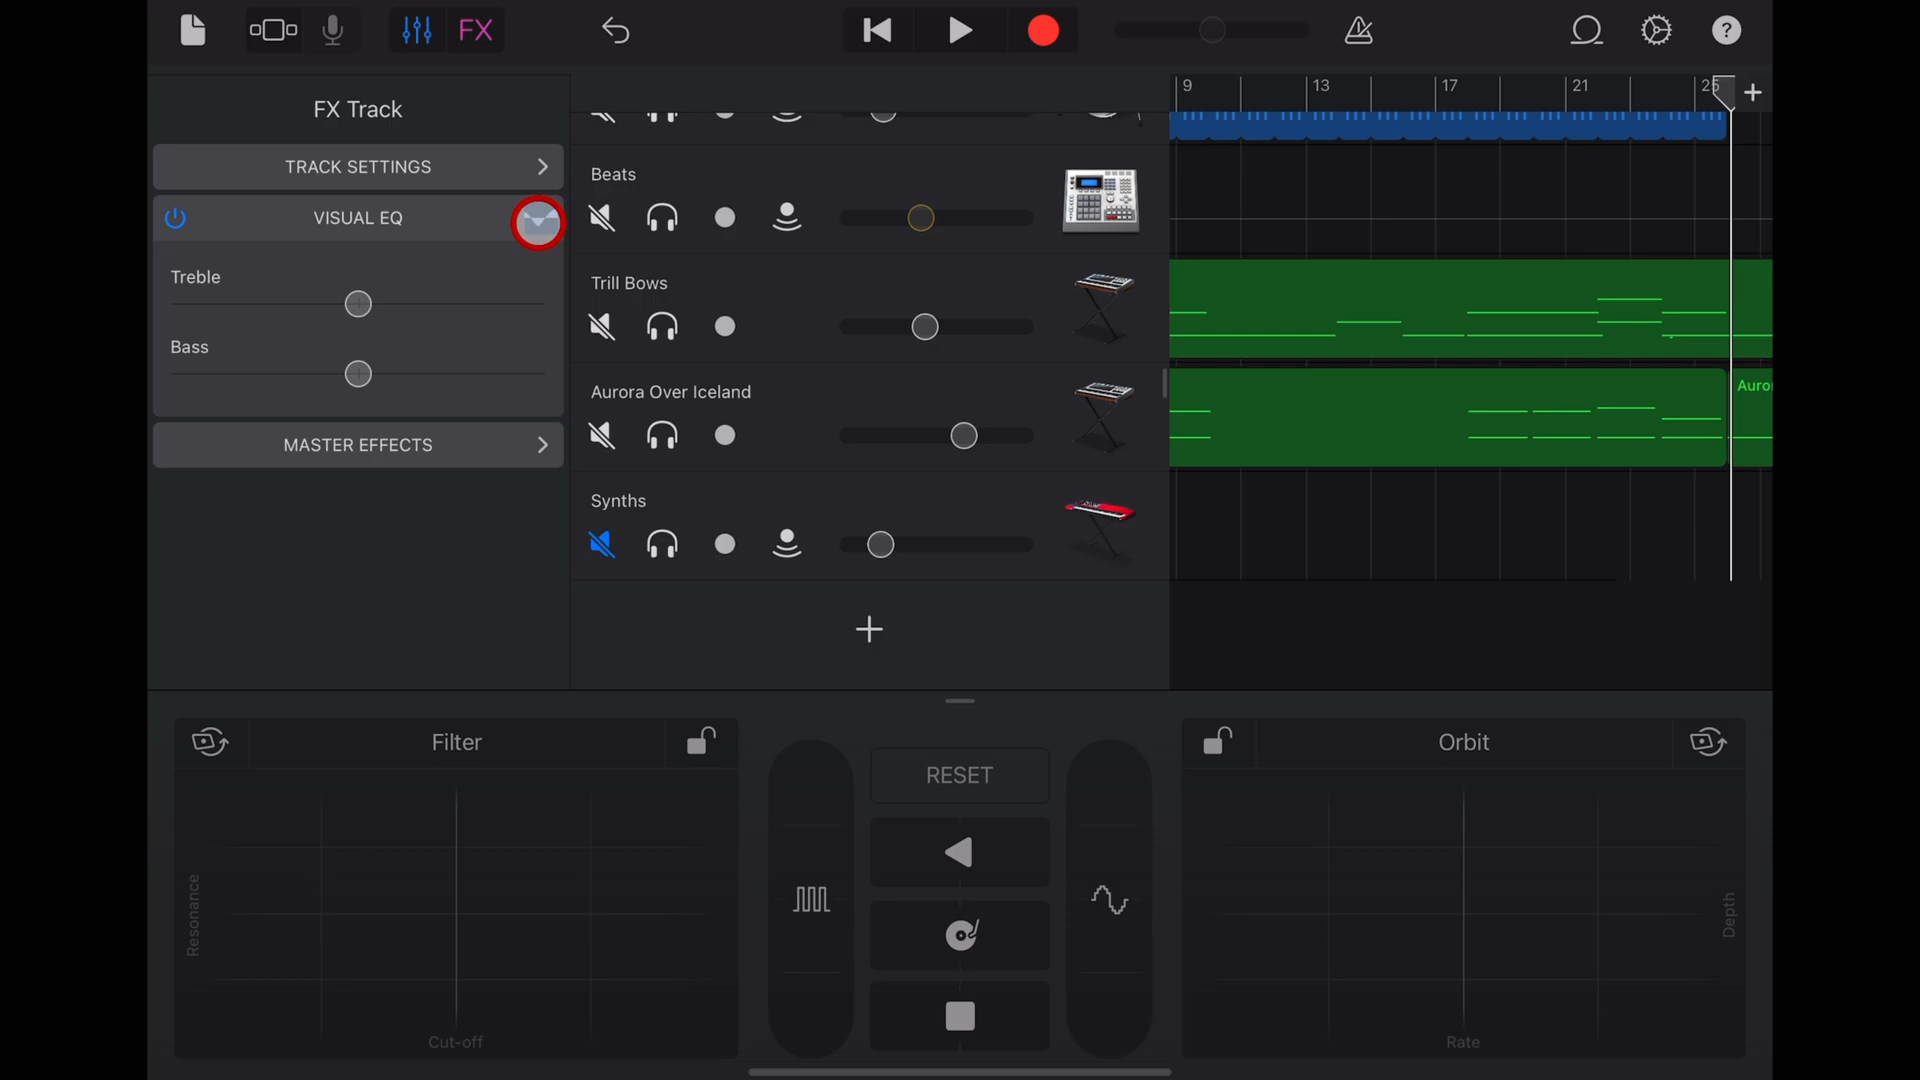 FX
9
13
17
21
25
FX Track
TRACK SETTINGS
VISUAL EQ
Treble
Bass
MASTER EFFECTS
Beats
Trill Bows
Aurora Over Iceland
Auro
Synths
Filter
Resonance
Cut-off
RESET
Orbit
Depth
Rate
?